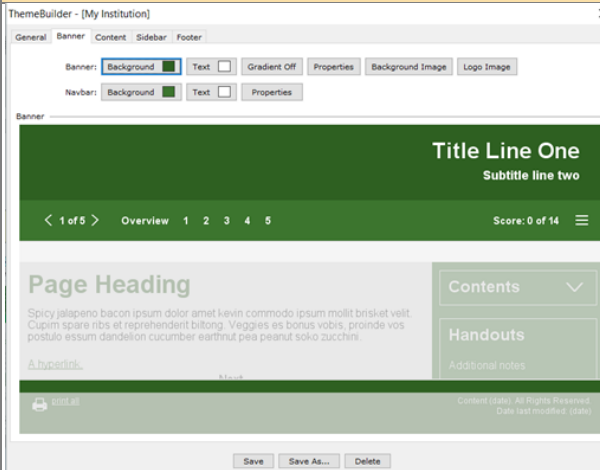 ThemeBuilder - [My Institution]
General Banner Content Sidebar Footer
Banner: Background Text Gradient Off Properties Background Image Logo Image
Navbar: Background Text Properties
Banner
Title Line One
Subtitle line two
1 of 5 Overview 1 2 3 4 5 Score: 0 of 14
Page Heading
Spicy jalapeno bacon ipsum dolor amet kevin commodo ipsum mollit brisket velit.
Cupim spare ribs et reprehenderit biltong. Veggies es bonus vobis, proinde vos
postulo essum dandelion cucumber earthnut pea peanut soko zucchini.
A hyperlink.
Next
Contents
Handouts
Additional notes
print all
Content (date). All Rights Reserved.
Date last modified: (date)
Save Save As... Delete